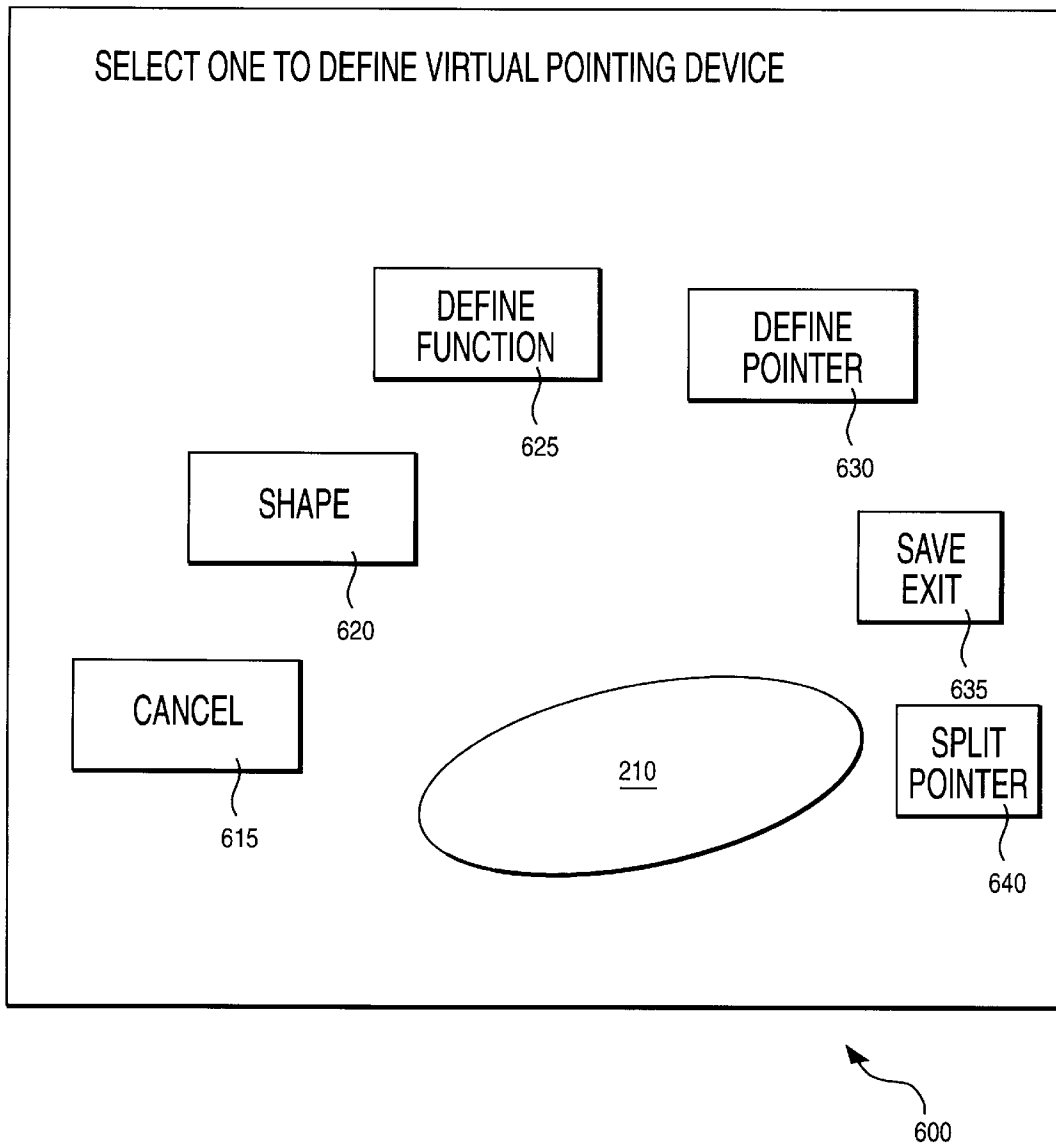 SELECT ONE TO DEFINE VIRTUAL POINTING DEVICE
DEFINE
FUNCTION
625
DEFINE
POINTER
630
SHAPE
620
SAVE
EXIT
635
CANCEL
615
210
SPLIT
POINTER
640
600